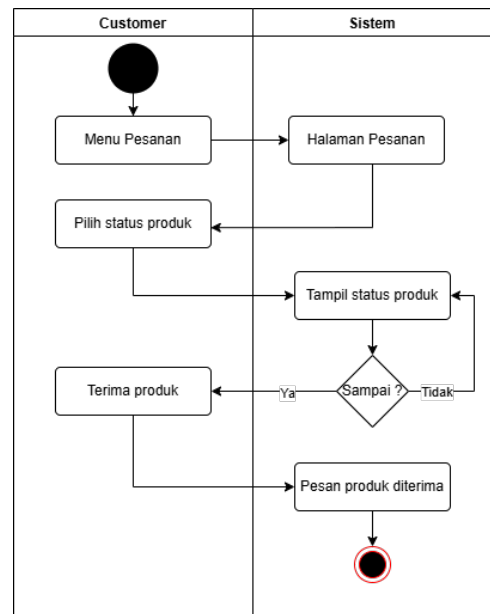 Customer
Sistem
Menu Pesanan
Halaman Pesanan
Pilih status produk
Tampil status produk
Terima produk
Ya
Sampai ?
Tidak
Pesan produk diterima